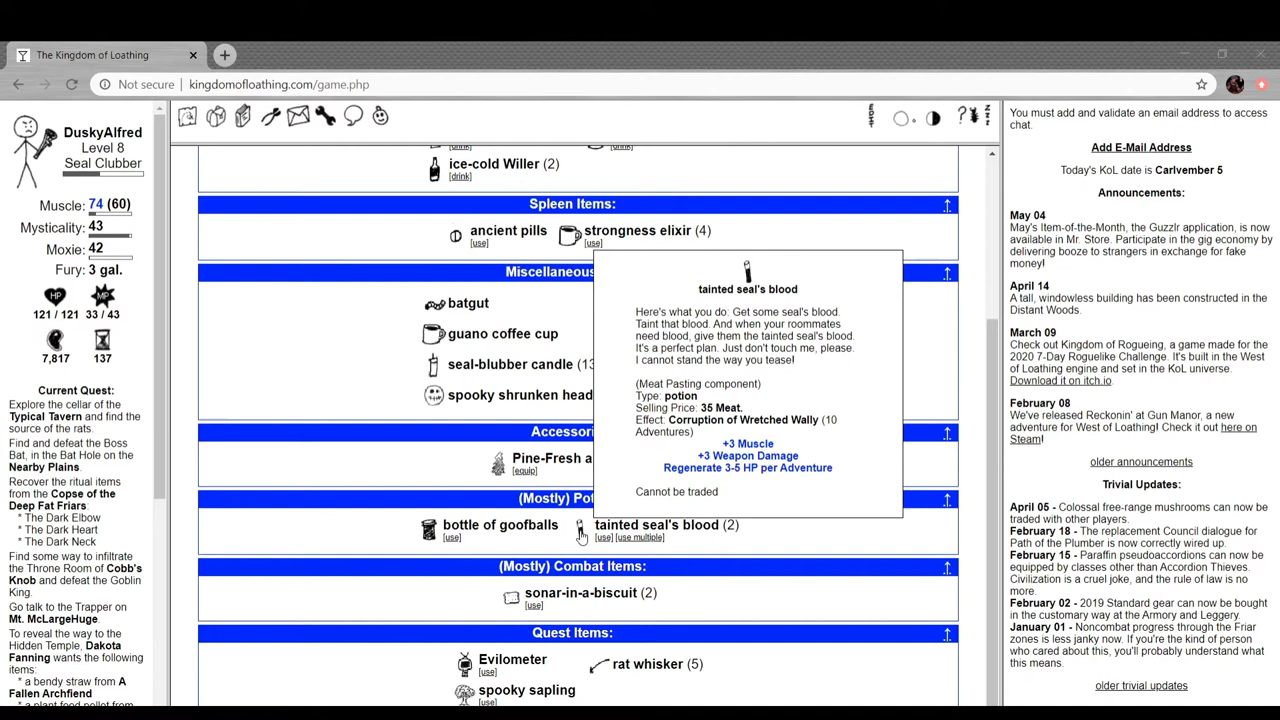 The Kingdom of Loathing
Not secure | kingdomofloathing.com/game.php
DuskyAlfred
Level 8
Seal Clubber
Muscle: 74 (60)
Mysticality: 43
Moxie: 42
Fury: 3 gal.
HP
MP
121 / 121
33 / 43
7,817
137
Current Quest:
Explore the cellar of the
Typical Tavern and find the
source of the rats.
Find and defeat the Boss
Bat, in the Bat Hole on the
Nearby Plains.
Recover the ritual items
from the Copse of the
Deep Fat Friars:
* The Dark Elbow
* The Dark Heart
* The Dark Neck
Find some way to infiltrate
the Throne Room of Cobb's
Knob and defeat the Goblin
King.
Go talk to the Trapper on
Mt. McLargeHuge.
To reveal the way to the
Hidden Temple, Dakota
Fanning wants the following
items:
* a bendy straw from A
Fallen Archfiend
* a plant food pellet from
[drink]
[drink]
ice-cold Willer (2)
[drink]
Spleen Items:
ancient pills
[use]
strongness elixir (4)
[use]
Miscellaneous
batgut
guano coffee cup
seal-blubber candle (13
spooky shrunken head
Accessori
Pine-Fresh a
[equip]
(Mostly) Pot
bottle of goofballs
[use]
tainted seal's blood (2)
[use] [use multiple]
(Mostly) Combat Items:
sonar-in-a-biscuit (2)
[use]
Quest Items:
Evilometer
[use]
rat whisker (5)
spooky sapling
[use]
tainted seal's blood
Here's what you do: Get some seal's blood.
Taint that blood. And when your roommates
need blood, give them the tainted seal's blood.
It's a perfect plan. Just don't touch me, please.
I cannot stand the way you tease!
(Meat Pasting component)
Type: potion
Selling Price: 35 Meat.
Effect: Corruption of Wretched Wally (10
Adventures)
+3 Muscle
+3 Weapon Damage
Regenerate 3-5 HP per Adventure
Cannot be traded
You must add and validate an email address to access
chat.
Add E-Mail Address
Today's KoL date is Carlvember 5
Announcements:
May 04
May's Item-of-the-Month, the Guzzlr application, is now
available in Mr. Store. Participate in the gig economy by
delivering booze to strangers in exchange for fake
money!
April 14
A tall, windowless building has been constructed in the
Distant Woods.
March 09
Check out Kingdom of Rogueing, a game made for the
2020 7-Day Roguelike Challenge. It's built in the West
of Loathing engine and set in the KoL universe.
Download it on itch.io.
February 08
We've released Reckonin' at Gun Manor, a new
adventure for West of Loathing! Check it out here on
Steam!
older announcements
Trivial Updates:
April 05 - Colossal free-range mushrooms can now be
traded with other players.
February 18 - The replacement Council dialogue for
Path of the Plumber is now correctly wired up.
February 15 - Paraffin pseudoaccordions can now be
equipped by classes other than Accordion Thieves.
Civilization is a cruel joke, and the rule of law is no
more.
February 02 - 2019 Standard gear can now be bought
in the customary way at the Armory and Leggery.
January 01 - Noncombat progress through the Friar
zones is less janky now. If you're the kind of person
who cared about this, you'll probably understand what
this means.
older trivial updates